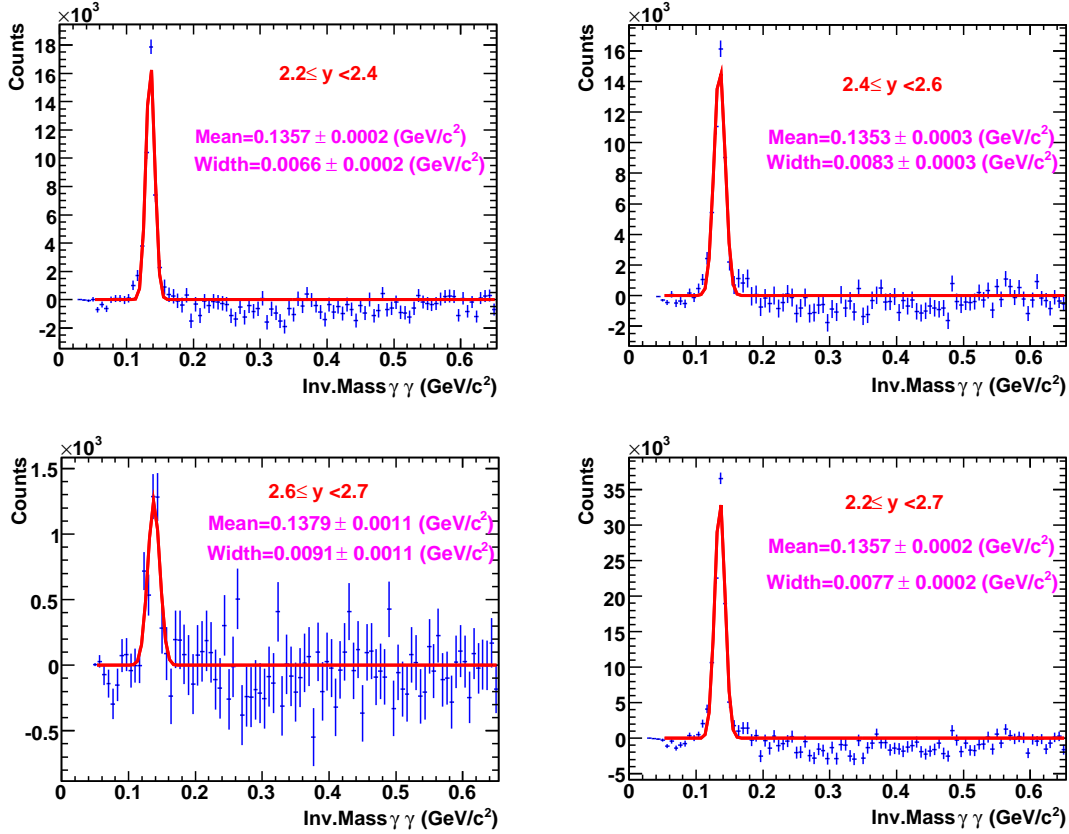 ×10³
Counts
18
16
14
12
10
8
6
4
2
0
-2
2.2≤ y <2.4
Mean=0.1357 ± 0.0002 (GeV/c²)
Width=0.0066 ± 0.0002 (GeV/c²)
0 0.1 0.2 0.3 0.4 0.5 0.6
Inv.Mass γ γ (GeV/c²)
×10³
Counts
16
14
12
10
8
6
4
2
0
-2
2.4≤ y <2.6
Mean=0.1353 ± 0.0003 (GeV/c²)
Width=0.0083 ± 0.0003 (GeV/c²)
0 0.1 0.2 0.3 0.4 0.5 0.6
Inv.Mass γ γ (GeV/c²)
×10³
Counts
1.5
1
0.5
0
-0.5
2.6≤ y <2.7
Mean=0.1379 ± 0.0011 (GeV/c²)
Width=0.0091 ± 0.0011 (GeV/c²)
0 0.1 0.2 0.3 0.4 0.5 0.6
Inv.Mass γ γ (GeV/c²)
×10³
Counts
35
30
25
20
15
10
5
0
-5
2.2≤ y <2.7
Mean=0.1357 ± 0.0002 (GeV/c²)
Width=0.0077 ± 0.0002 (GeV/c²)
0 0.1 0.2 0.3 0.4 0.5 0.6
Inv.Mass γ γ (GeV/c²)